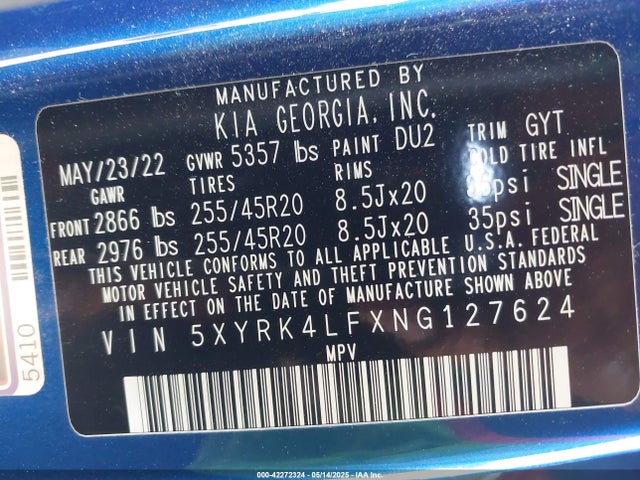 MANUFACTURED BY
KIA GEORGIA, INC.
MAY/23/22 GVWR 5357 lbs PAINT DU2 TRIM GYT
GAWR TIRES RIMS COLD TIRE INFL
FRONT 2866 lbs 255/45R20 8.5Jx20 35psi SINGLE
REAR 2976 lbs 255/45R20 8.5Jx20 35psi SINGLE
THIS VEHICLE CONFORMS TO ALL APPLICABLE U.S.A. FEDERAL
MOTOR VEHICLE SAFETY AND THEFT PREVENTION STANDARDS
IN EFFECT ON THE DATE OF MANUFACTURE SHOWN ABOVE
VIN 5XYRK4LFXNG127624
MPV
5410
000-42272324 - 05/14/2025 - IAA Inc.